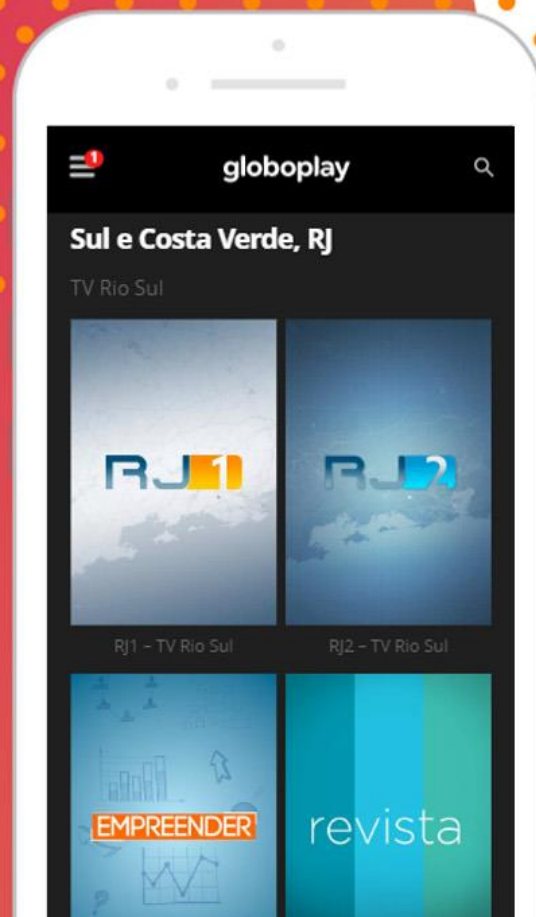 1
globoplay
Sul e Costa Verde, RJ
TV Rio Sul
RJ1
RJ2
RJ1 – TV Rio Sul
RJ2 – TV Rio Sul
EMPREENDER
revista